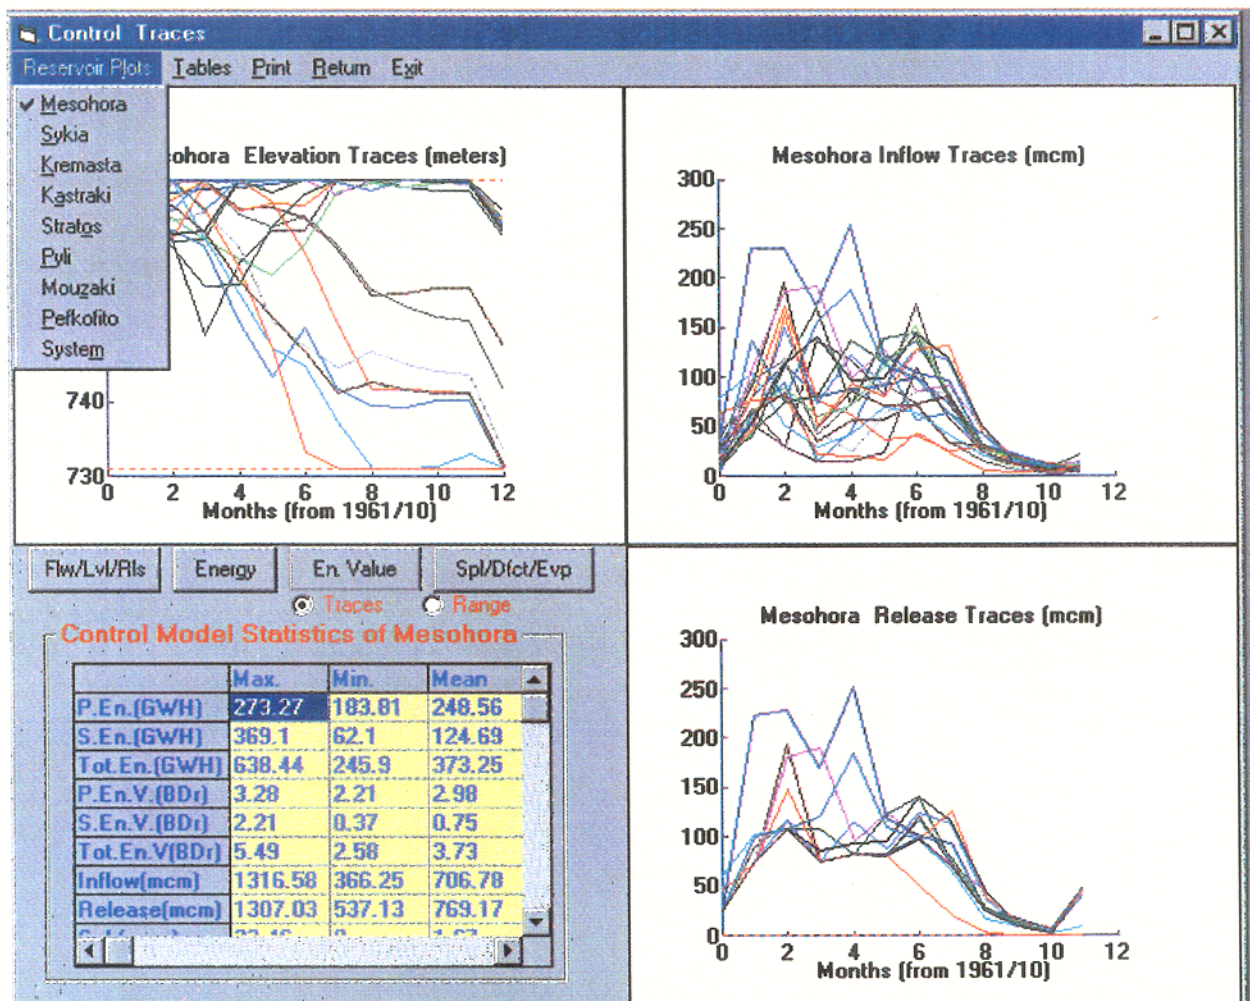 Control Traces
Reservoir Plots Tables Print Return Exit
Mesohora
Sykia
Kremasta
Kastraki
Stratos
Pyli
Mouzaki
Pefkofito
System
ohora Elevation Traces (meters)
740
730
0 2 4 6 8 10 12
Months (from 1961/10)
Mesohora Inflow Traces (mcm)
300
250
200
150
100
50
0
0 2 4 6 8 10 12
Months (from 1961/10)
Flw/Lvl/Rls Energy En. Value Spl/Dfct/Evp
Traces Range
Control Model Statistics of Mesohora
Max. Min. Mean
P.En.(GWH) 273.27 183.81 248.56
S.En.(GWH) 369.1 62.1 124.69
Tot.En.(GWH) 638.44 245.9 373.25
P.En.V.(BDr) 3.28 2.21 2.98
S.En.V.(BDr) 2.21 0.37 0.75
Tot.En.V(BDr) 5.49 2.58 3.73
Inflow(mcm) 1316.58 366.25 706.78
Release(mcm) 1307.03 537.13 769.17
Mesohora Release Traces (mcm)
300
250
200
150
100
50
0
0 2 4 6 8 10 12
Months (from 1961/10)